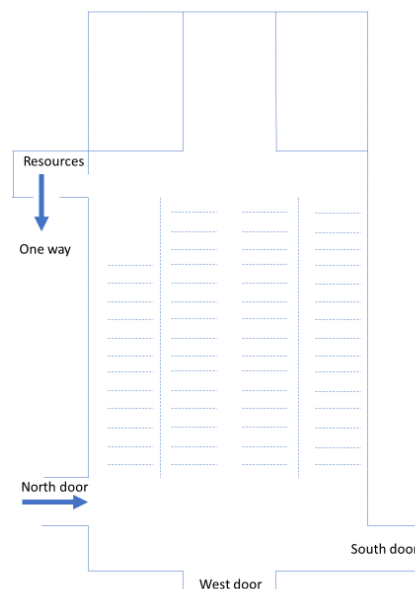 Resources
One way
North door
South door
West door